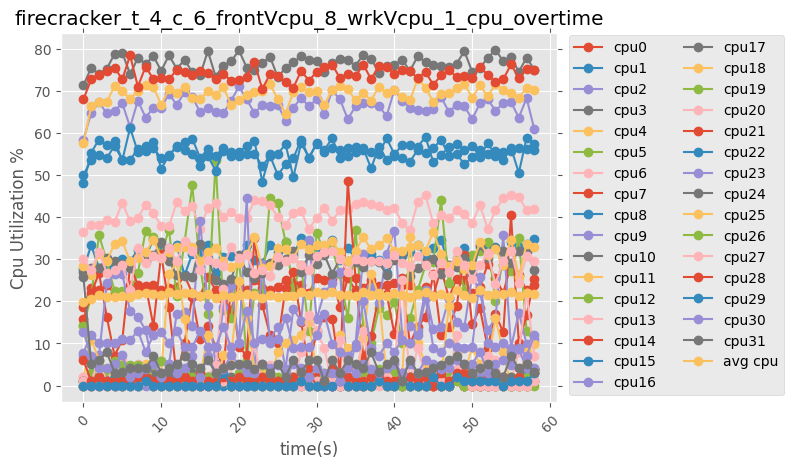 firecracker_t_4_c_6_frontVcpu_8_wrkVcpu_1_cpu_overtime
Cpu Utilization %
80
70
60
50
40
30
20
10
0
0
10
20
30
40
50
60
time(s)
cpu0
cpu1
cpu2
cpu3
cpu4
cpu5
cpu6
cpu7
cpu8
cpu9
cpu10
cpu11
cpu12
cpu13
cpu14
cpu15
cpu16
cpu17
cpu18
cpu19
cpu20
cpu21
cpu22
cpu23
cpu24
cpu25
cpu26
cpu27
cpu28
cpu29
cpu30
cpu31
avg cpu